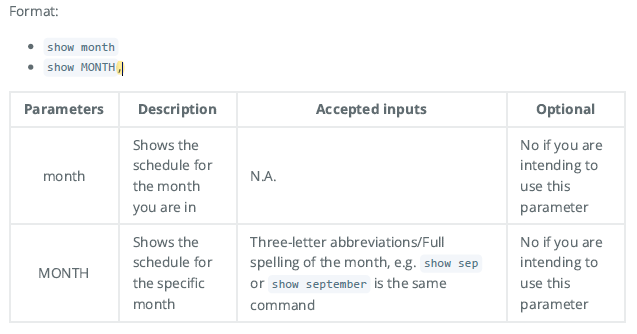 Format:
show month
show MONTH,
Parameters Description Accepted inputs Optional
month
Shows the
schedule for
the month
you are in
N.A.
No if you are
intending to
use this
parameter
MONTH
Shows the
schedule for
the specific
month
Three-letter abbreviations/Full
spelling of the month, e.g. show sep
or show september is the same
command
No if you are
intending to
use this
parameter